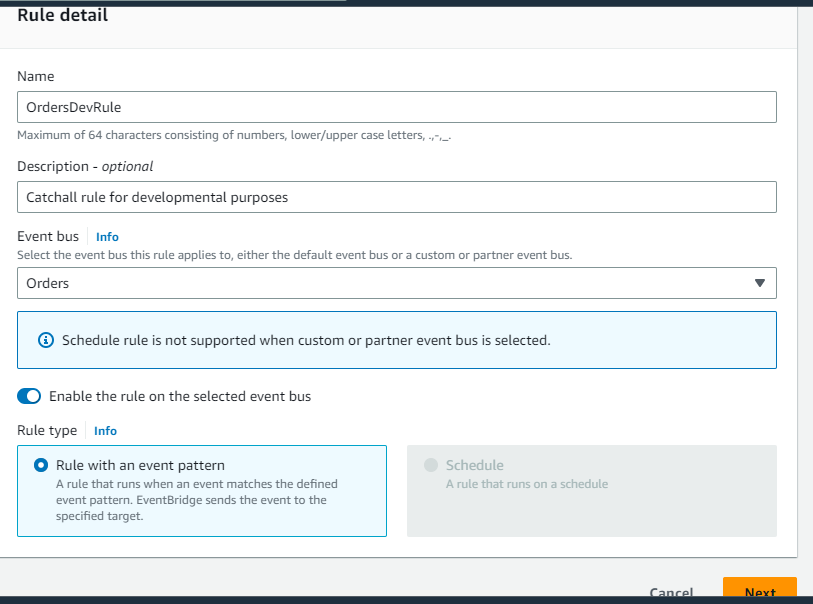 Rule detail
Name
OrdersDevRule
Maximum of 64 characters consisting of numbers, lower/upper case letters, .,-,_.
Description - optional
Catchall rule for developmental purposes
Event bus Info
Select the event bus this rule applies to, either the default event bus or a custom or partner event bus.
Orders
Schedule rule is not supported when custom or partner event bus is selected.
Enable the rule on the selected event bus
Rule type Info
Rule with an event pattern
A rule that runs when an event matches the defined
event pattern. EventBridge sends the event to the
specified target.
Schedule
A rule that runs on a schedule
Cancel Next